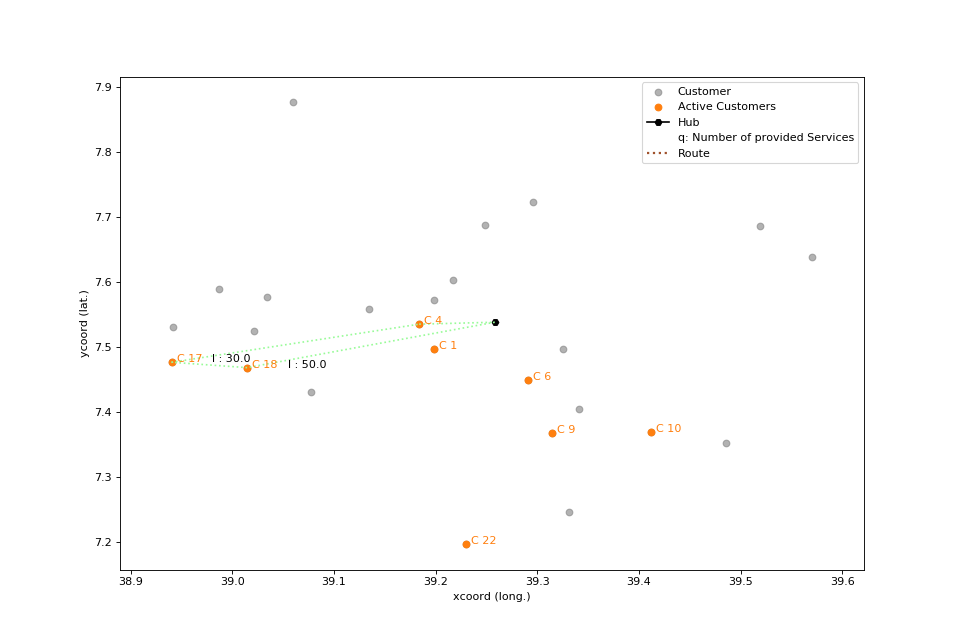 7.9
7.8
7.7
7.6
7.5
7.4
7.3
7.2
ycoord (lat.)
Customer
Active Customers
Hub
q: Number of provided Services
Route
C 4
C 1
C 17 I : 30.0
C 18 I : 50.0
C 6
C 9
C 10
C 22
38.9 39.0 39.1 39.2 39.3 39.4 39.5 39.6
xcoord (long.)